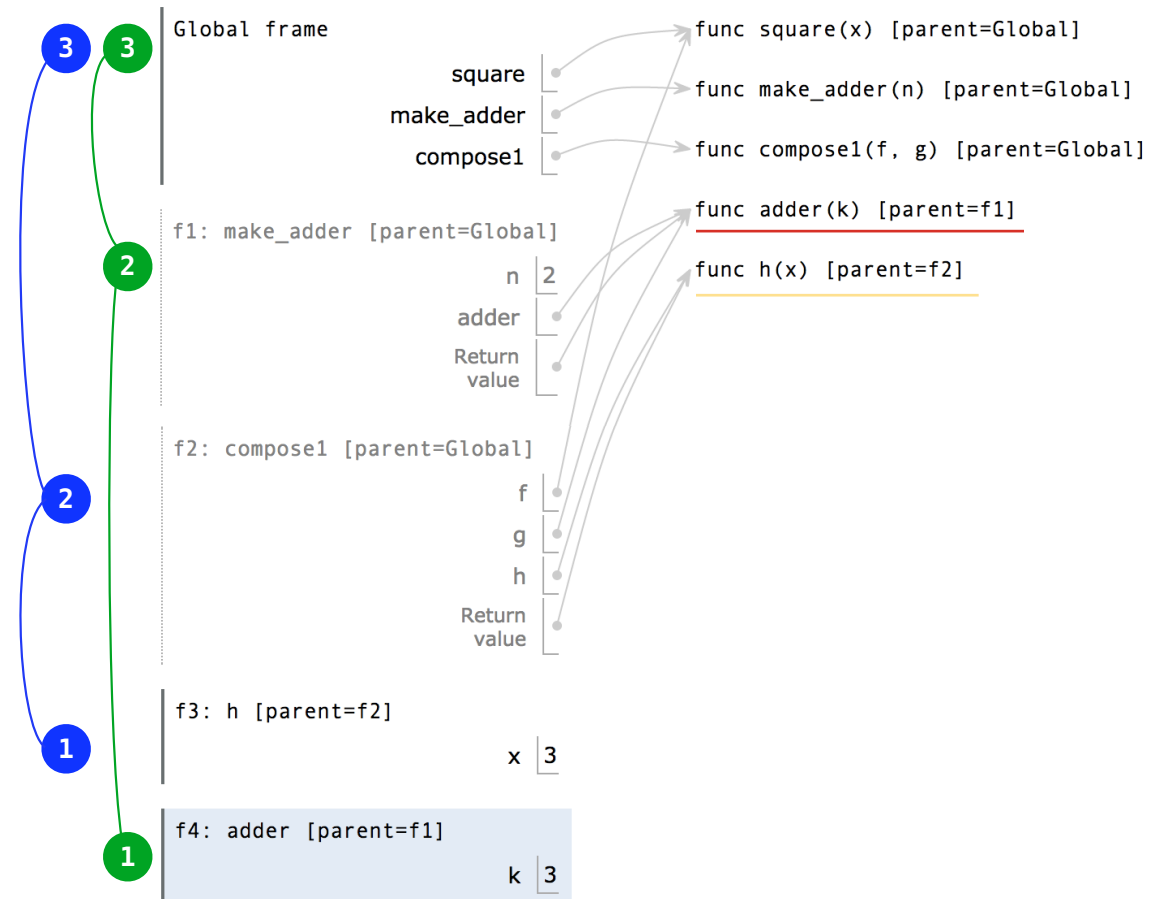 3 3 Global frame
square
make_adder
compose1
func square(x) [parent=Global]
func make_adder(n) [parent=Global]
func compose1(f, g) [parent=Global]
func adder(k) [parent=f1]
func h(x) [parent=f2]
2
f1: make_adder [parent=Global]
n 2
adder
Return
value
2
f2: compose1 [parent=Global]
f
g
h
Return
value
1
f3: h [parent=f2]
x 3
1
f4: adder [parent=f1]
k 3